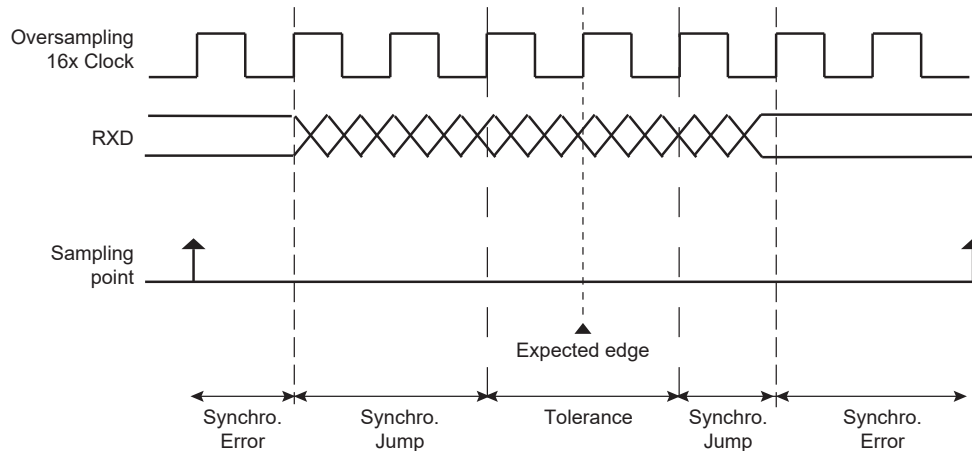 Oversampling
16x Clock
RXD
Sampling
point
Expected edge
Synchro.
Error
Synchro.
Jump
Tolerance
Synchro.
Jump
Synchro.
Error